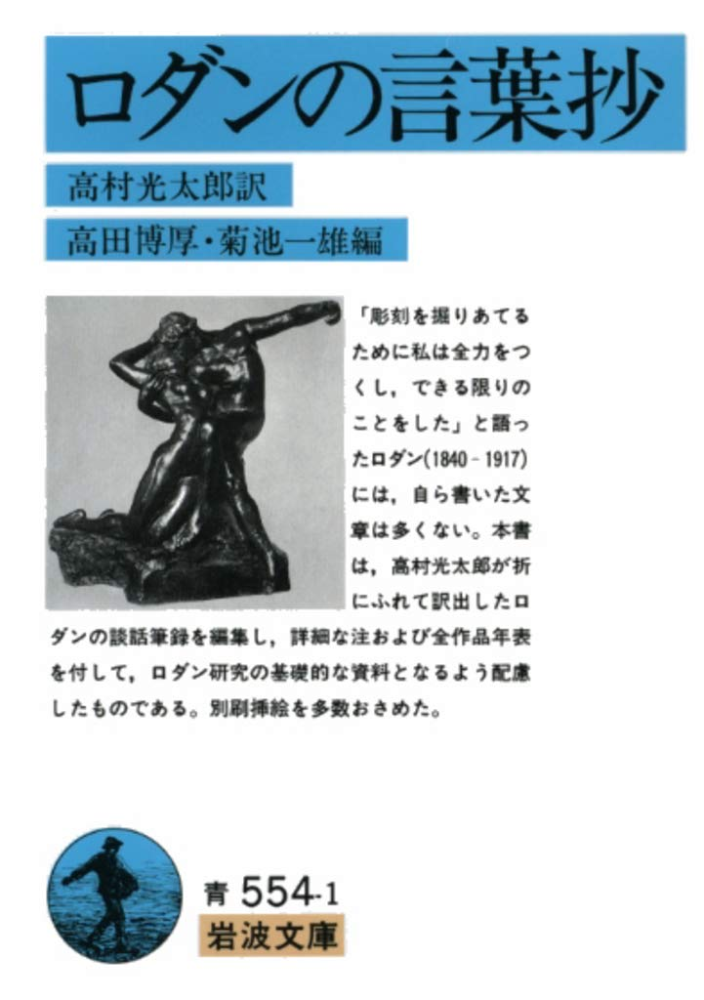 ロダンの言葉抄
高村光太郎訳
高田博厚・菊池一雄編
「彫刻を掘りあてる
ために私は全力をつ
くし，できる限りの
ことをした」と語っ
たロダン(1840‐1917)
には，自ら書いた文
章は多くない。本書
は，高村光太郎が折
にふれて訳出したロ
ダンの談話筆録を編集し，詳細な注および全作品年表
を付して，ロダン研究の基礎的な資料となるよう配慮
したものである。別刷挿絵を多数おさめた。
青 554-1
岩波文庫